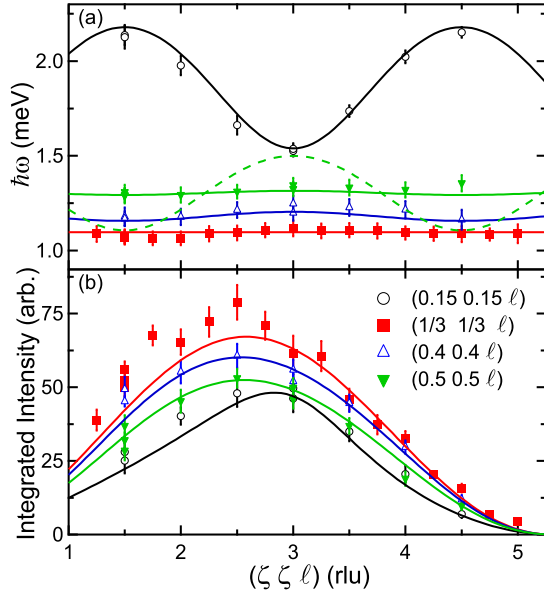 (a)
2.0
1.5
1.0
ħω (meV)
(b)
75
50
25
0
Integrated Intensity (arb.)
(0.15 0.15 ℓ)
(1/3 1/3 ℓ)
(0.4 0.4 ℓ)
(0.5 0.5 ℓ)
1 2 3 4 5
(ζ ζ ℓ) (rlu)